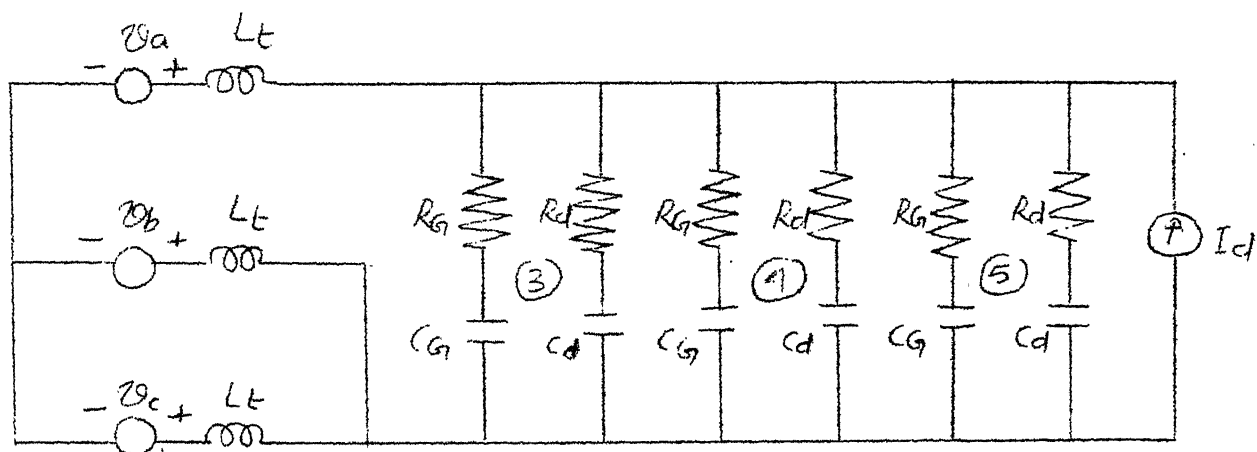 va Lt
- +
vb Lt
- +
RG Rd RG Rd RG Rd
↑ Id
③ ① ⑤
CG Cd CG Cd CG Cd
- vc + Lt